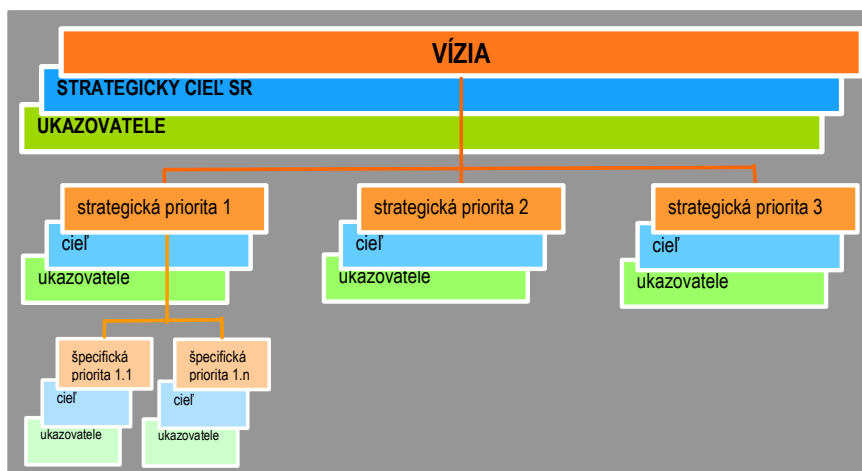 VÍZIA
STRATEGICKÝ CIEĽ SR
UKAZOVATELE
strategická priorita 1
cieľ
ukazovatele
strategická priorita 2
cieľ
ukazovatele
strategická priorita 3
cieľ
ukazovatele
špecifická
priorita 1.1
cieľ
ukazovatele
špecifická
priorita 1.n
cieľ
ukazovatele